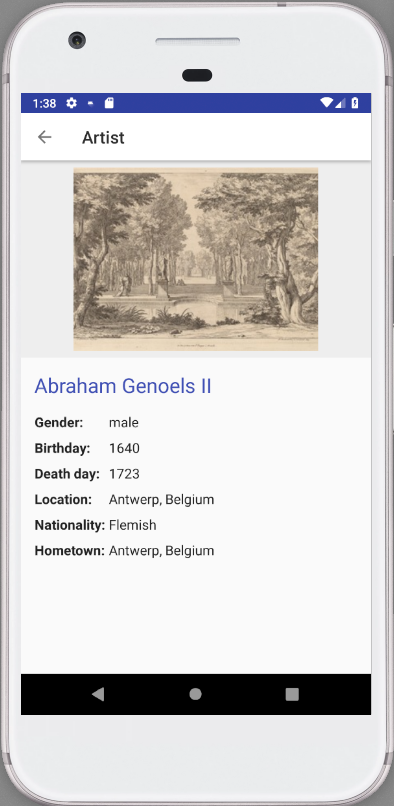 1:38
Artist
Abraham Genoels II
Gender: male
Birthday: 1640
Death day: 1723
Location: Antwerp, Belgium
Nationality: Flemish
Hometown: Antwerp, Belgium